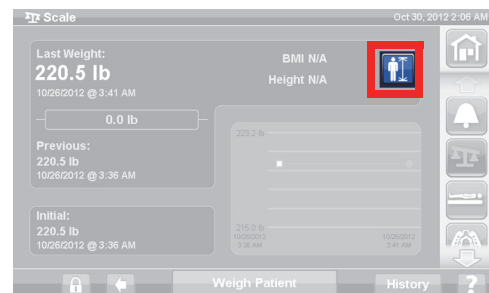 Scale
Oct 30, 2012 2:06 AM
Last Weight:
220.5 lb
10/26/2012 @ 3:41 AM
BMI N/A
Height N/A
0.0 lb
Previous:
220.5 lb
10/26/2012 @ 3:36 AM
Initial:
220.5 lb
10/26/2012 @ 3:36 AM
223.2 lb
215.0 lb
10/26/2012
3:36 AM
10/26/2012
3:41 AM
Weigh Patient
History
?